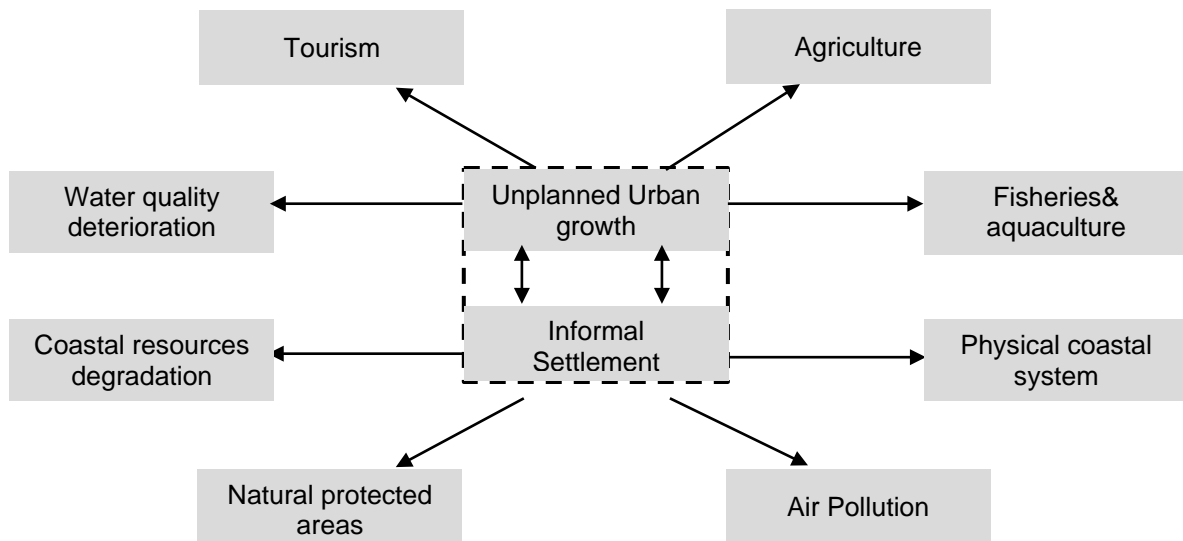 Tourism
Agriculture
Water quality
deterioration
Unplanned Urban
growth
Fisheries&
aquaculture
Coastal resources
degradation
Informal
Settlement
Physical coastal
system
Natural protected
areas
Air Pollution